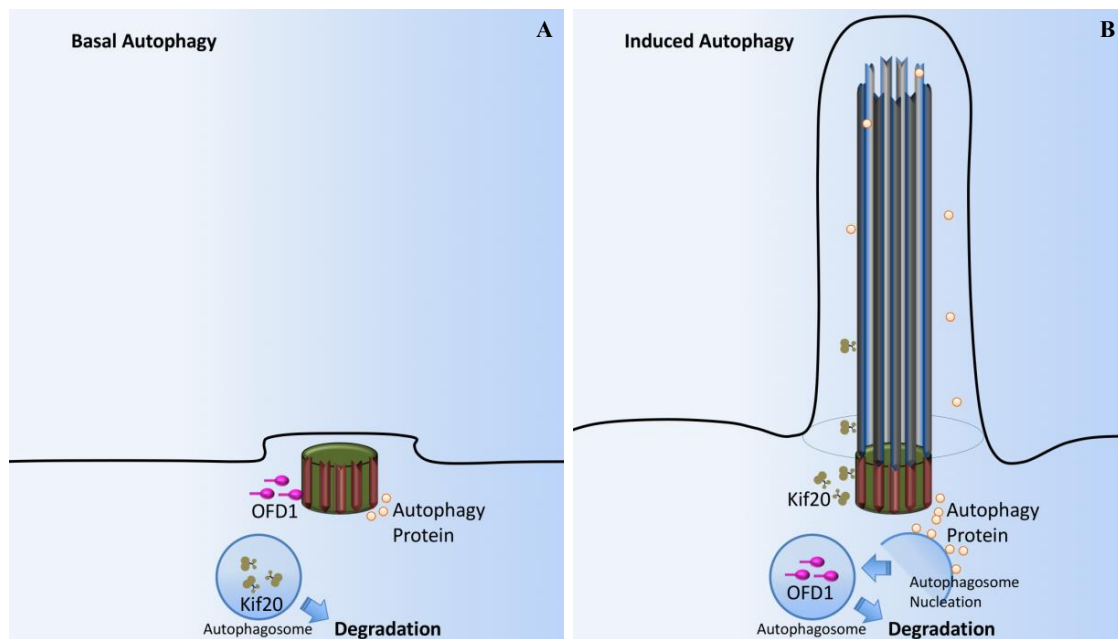 Basal Autophagy
A
OFD1
Autophagy
Protein
Kif20
Autophagosome
Degradation
Induced Autophagy
B
Kif20
Autophagy
Protein
OFD1
Autophagosome
Nucleation
Autophagosome
Degradation